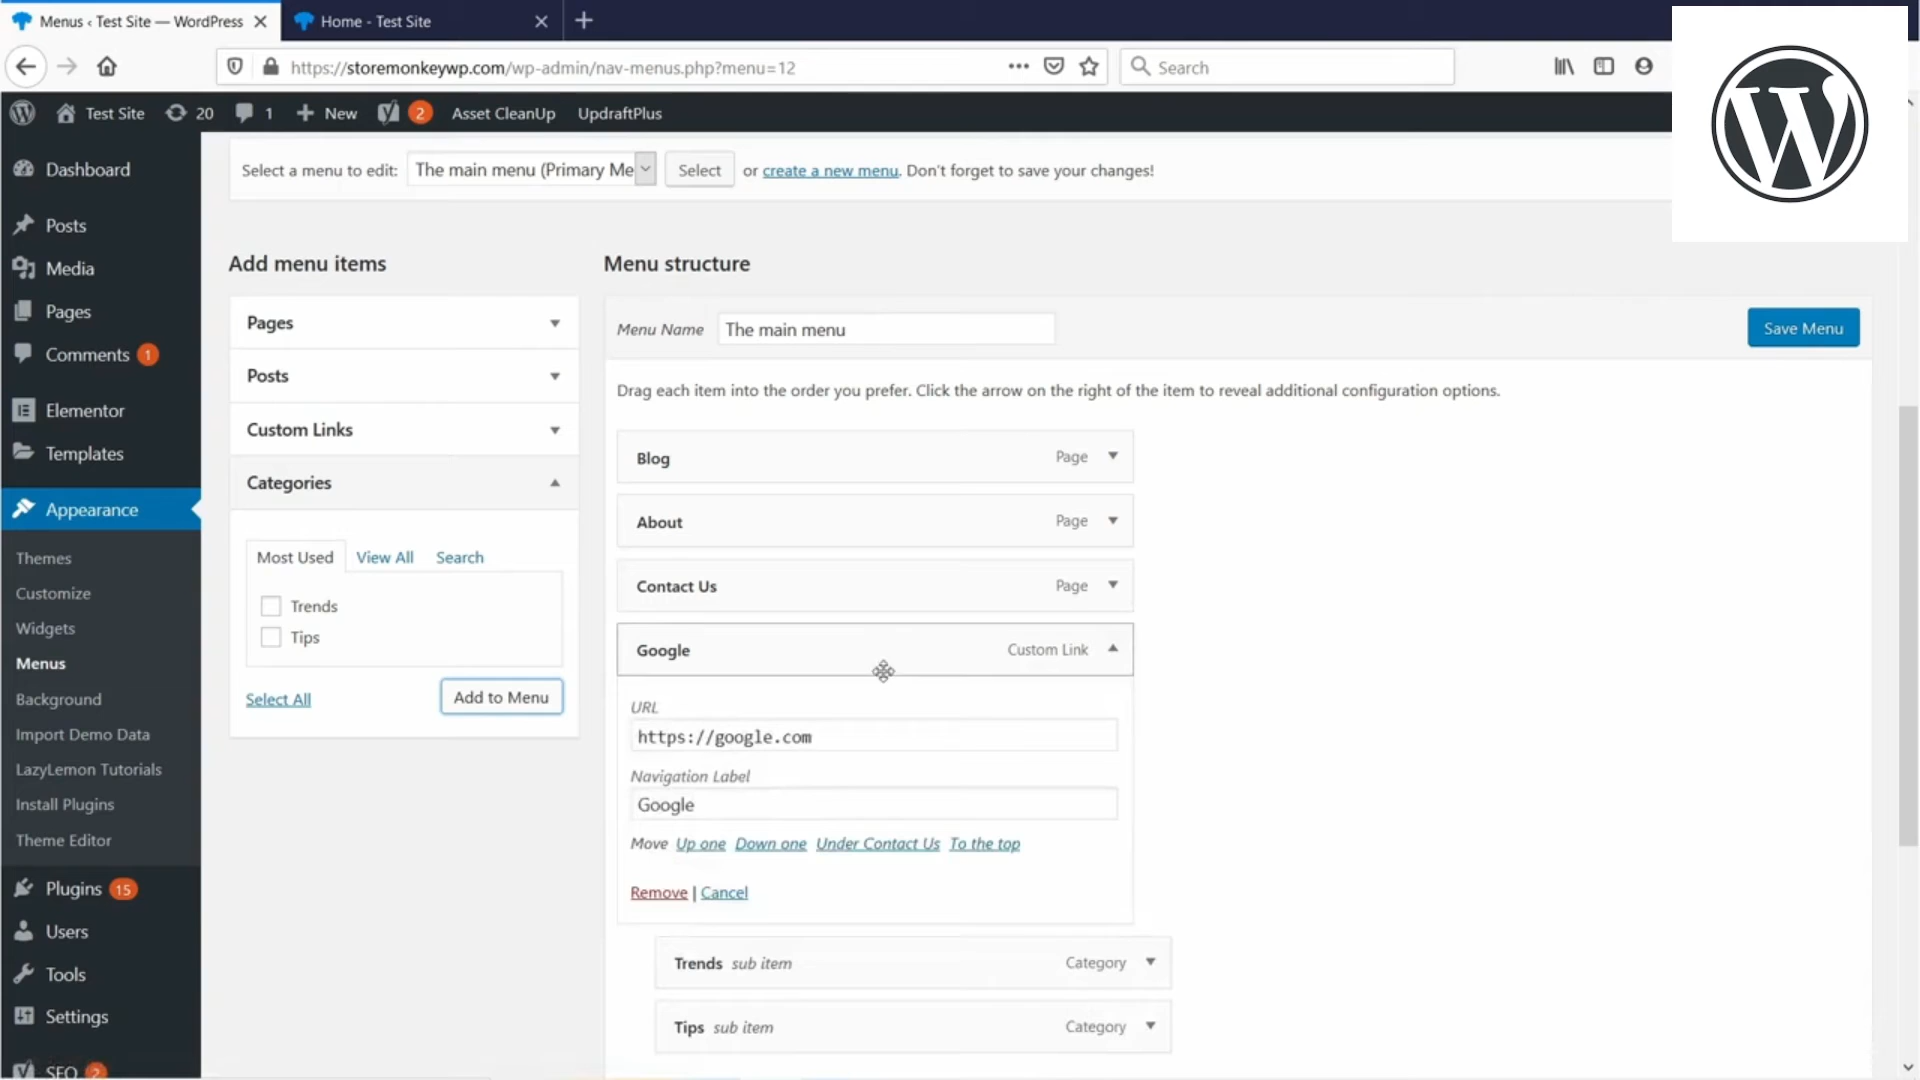 Menus ‹ Test Site — WordPress
Home - Test Site
https://storemonkeywp.com/wp-admin/nav-menus.php?menu=12
Search
Test Site
20
1
New
2
Asset CleanUp
UpdraftPlus
Dashboard
Posts
Media
Pages
Comments 1
Elementor
Templates
Appearance
Themes
Customize
Widgets
Menus
Background
Import Demo Data
LazyLemon Tutorials
Install Plugins
Theme Editor
Plugins 15
Users
Tools
Settings
SEO 2
Select a menu to edit: The main menu (Primary Me Select or create a new menu. Don't forget to save your changes!
Add menu items
Pages
Posts
Custom Links
Categories
Most Used View All Search
Trends
Tips
Select All Add to Menu
Menu structure
Menu Name The main menu Save Menu
Drag each item into the order you prefer. Click the arrow on the right of the item to reveal additional configuration options.
Blog Page
About Page
Contact Us Page
Google Custom Link
URL
https://google.com
Navigation Label
Google
Move Up one Down one Under Contact Us To the top
Remove | Cancel
Trends sub item Category
Tips sub item Category